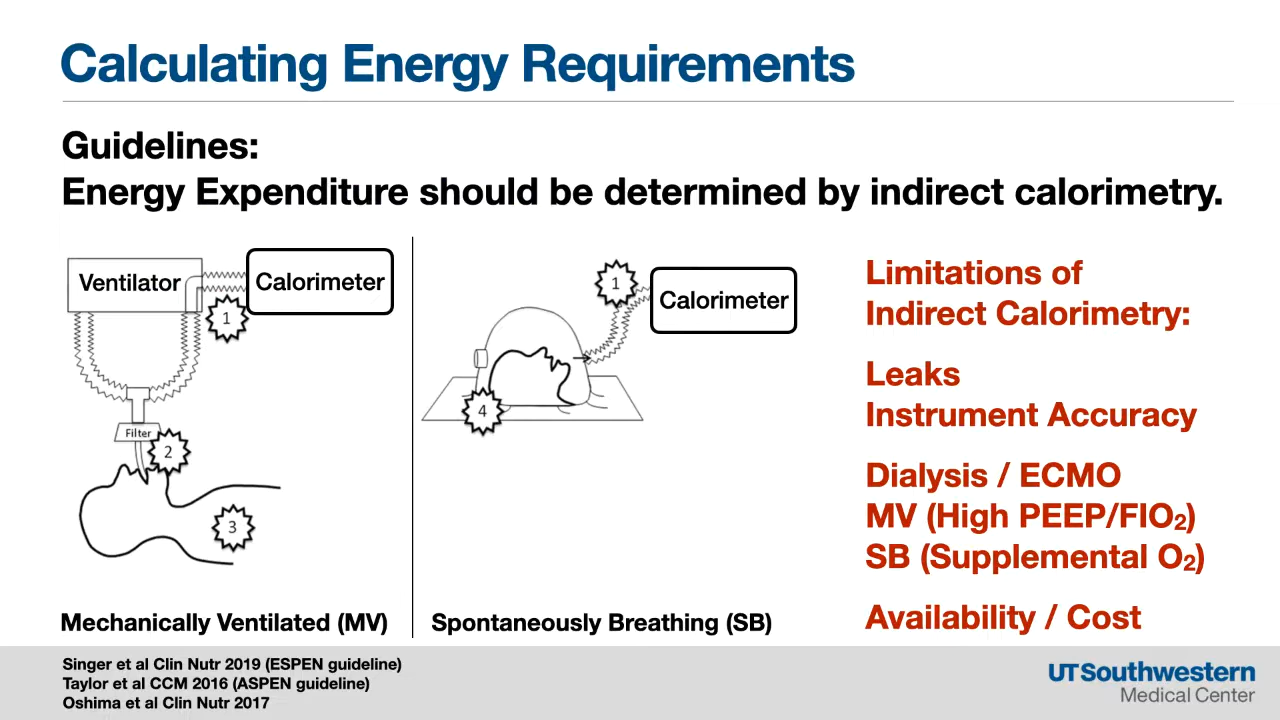 Calculating Energy Requirements
Guidelines:
Energy Expenditure should be determined by indirect calorimetry.
Ventilator
Calorimeter
1
Filter
2
3
Mechanically Ventilated (MV)
1
Calorimeter
4
Spontaneously Breathing (SB)
Limitations of
Indirect Calorimetry:
Leaks
Instrument Accuracy
Dialysis / ECMO
MV (High PEEP/FIO₂)
SB (Supplemental O₂)
Availability / Cost
Singer et al Clin Nutr 2019 (ESPEN guideline)
Taylor et al CCM 2016 (ASPEN guideline)
Oshima et al Clin Nutr 2017
UTSouthwestern
Medical Center